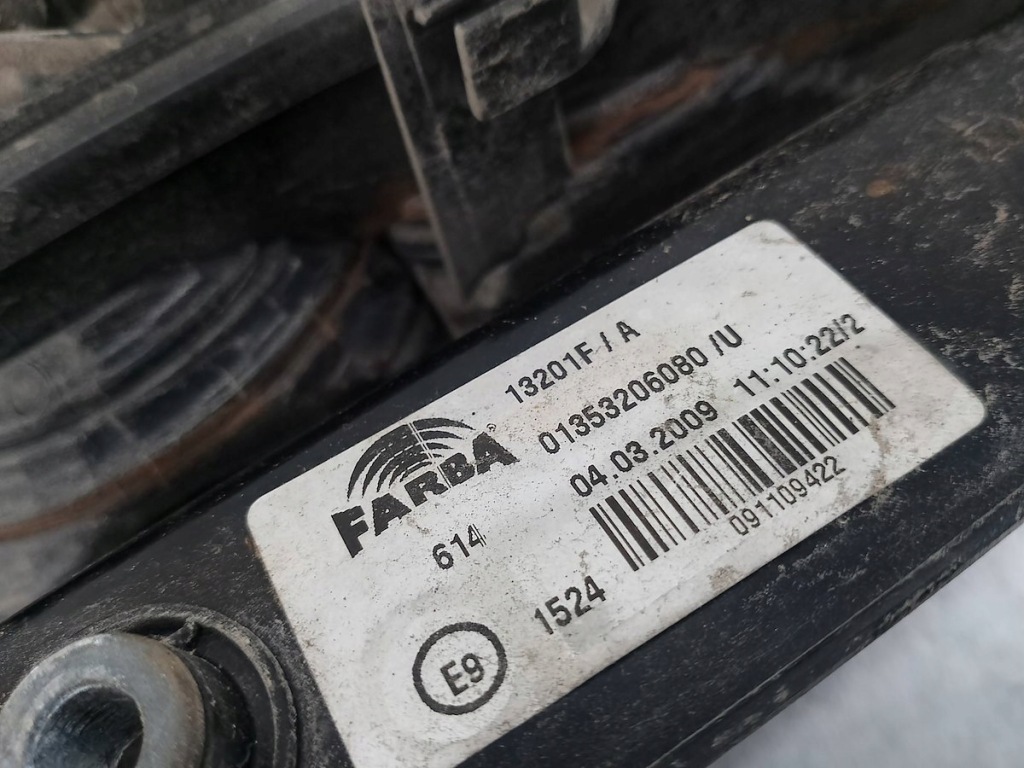 13201F / A
FARBA®
01353206080 /U
04.03.2009 11:10:22/2
614
091109422
1524
E9